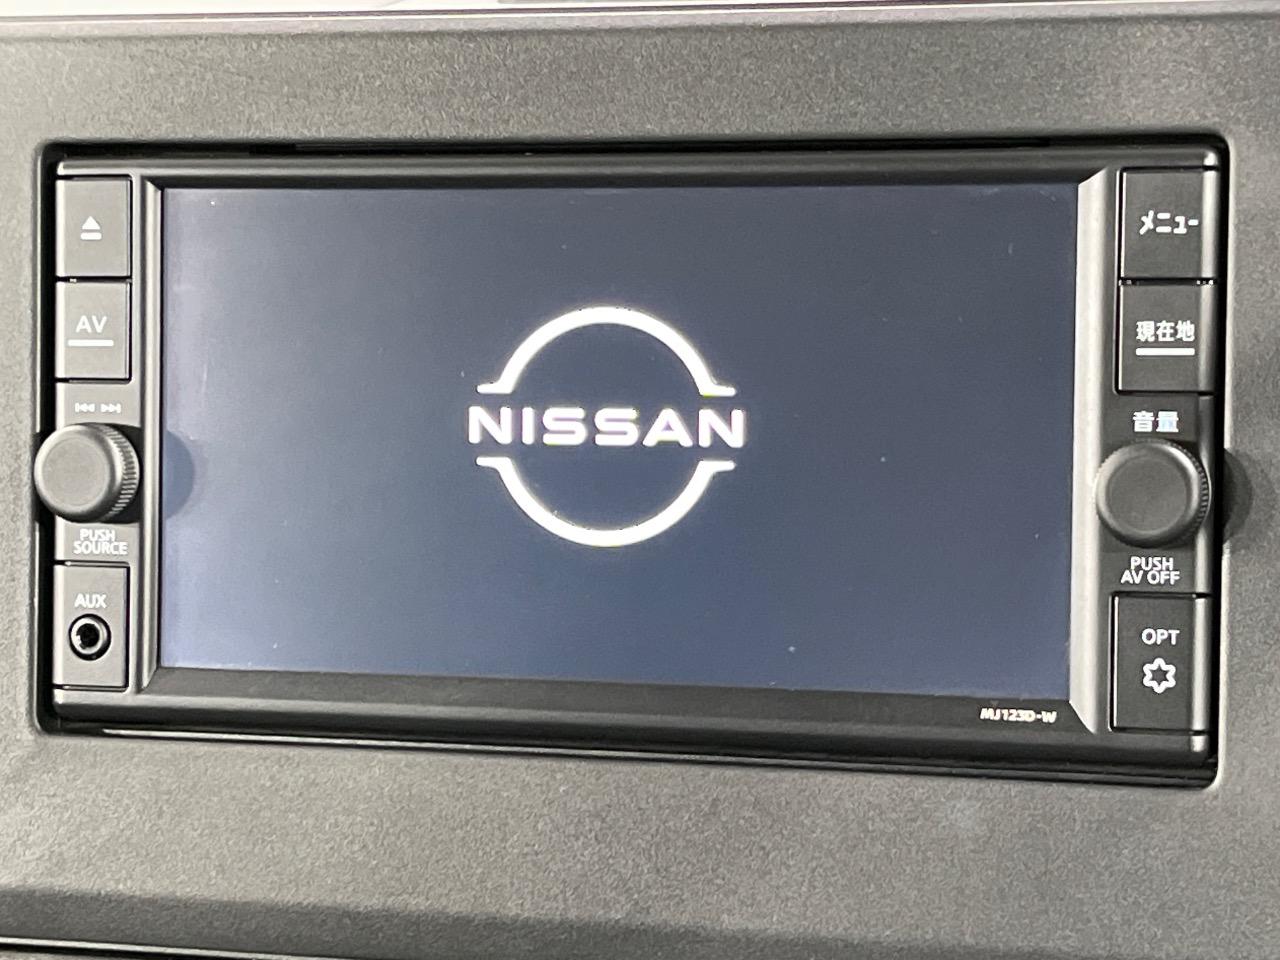 AV
PUSH
SOURCE
AUX
NISSAN
メニュー
現在地
音量
PUSH
AV OFF
OPT
MJ123D-W